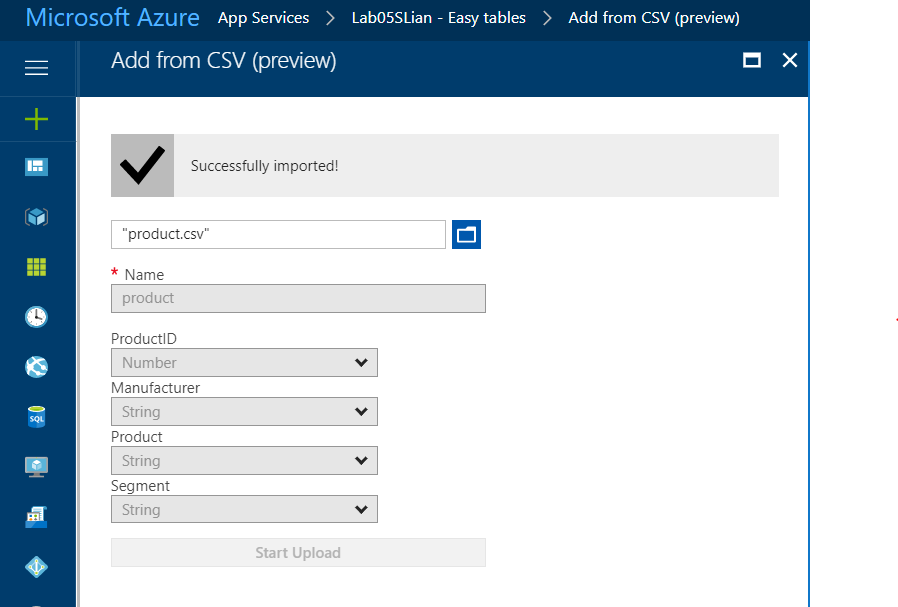 Microsoft Azure App Services > Lab05SLian - Easy tables > Add from CSV (preview)
Add from CSV (preview)
Successfully imported!
"product.csv"
* Name
product
ProductID
Number
Manufacturer
String
Product
String
Segment
String
Start Upload
SQL